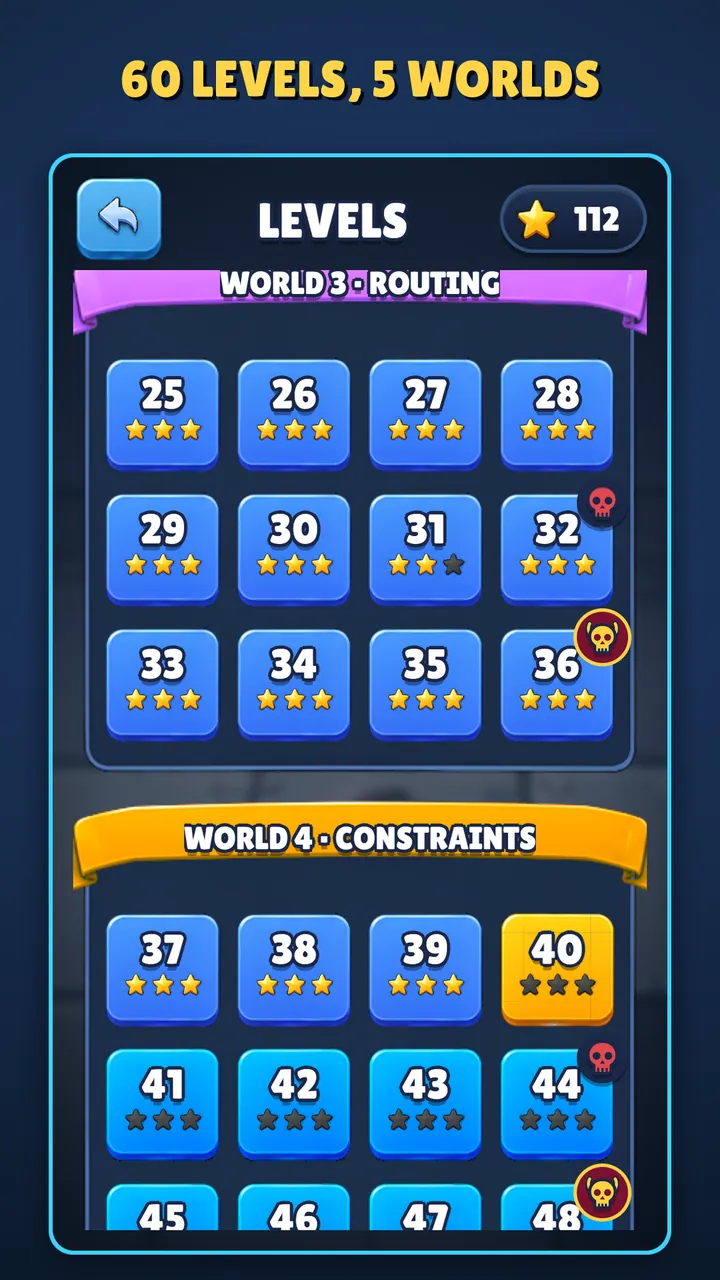 60 LEVELS, 5 WORLDS
LEVELS
112
WORLD 3 · ROUTING
25 26 27 28
29 30 31 32
33 34 35 36
WORLD 4 · CONSTRAINTS
37 38 39 40
41 42 43 44
45 46 47 48